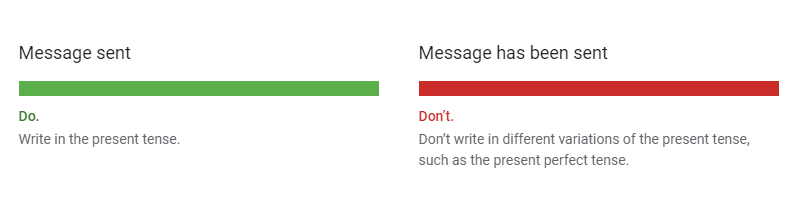 Message sent
Do.
Write in the present tense.
Message has been sent
Don't.
Don't write in different variations of the present tense,
such as the present perfect tense.